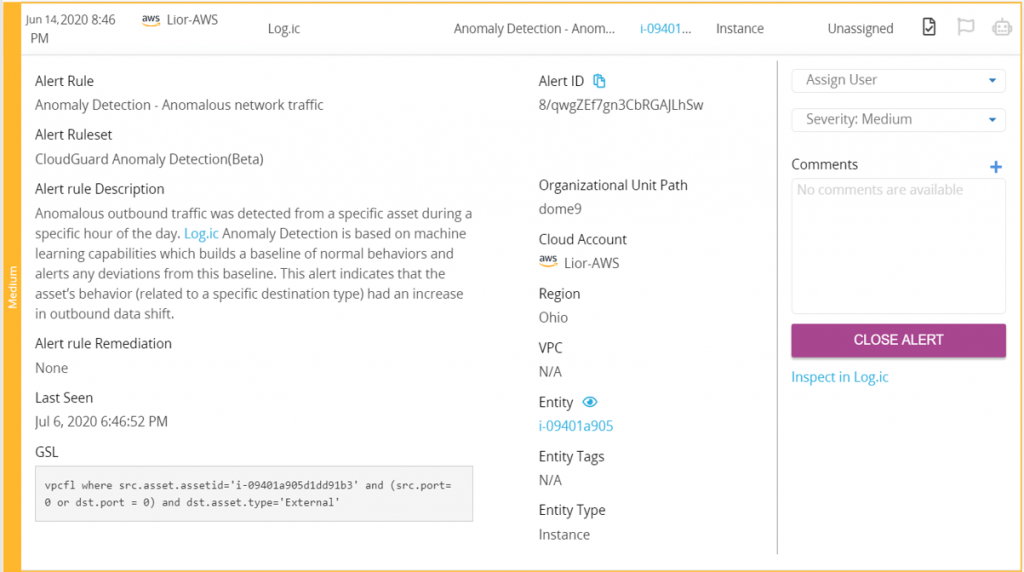 Jun 14,2020 8:46
PM
aws Lior-AWS
Log.ic
Anomaly Detection - Anom...
i-09401...
Instance
Unassigned
Medium
Alert Rule
Anomaly Detection - Anomalous network traffic
Alert Ruleset
CloudGuard Anomaly Detection(Beta)
Alert rule Description
Anomalous outbound traffic was detected from a specific asset during a
specific hour of the day. Log.ic Anomaly Detection is based on machine
learning capabilities which builds a baseline of normal behaviors and
alerts any deviations from this baseline. This alert indicates that the
asset's behavior (related to a specific destination type) had an increase
in outbound data shift.
Alert rule Remediation
None
Last Seen
Jul 6, 2020 6:46:52 PM
GSL
vpcfl where src.asset.assetid='i-09401a905d1dd91b3' and (src.port=
0 or dst.port = 0) and dst.asset.type='External'
Alert ID
8/qwgZEf7gn3CbRGAJLhSw
Organizational Unit Path
dome9
Cloud Account
aws Lior-AWS
Region
Ohio
VPC
N/A
Entity
i-09401a905
Entity Tags
N/A
Entity Type
Instance
Assign User
Severity: Medium
Comments
No comments are available
CLOSE ALERT
Inspect in Log.ic